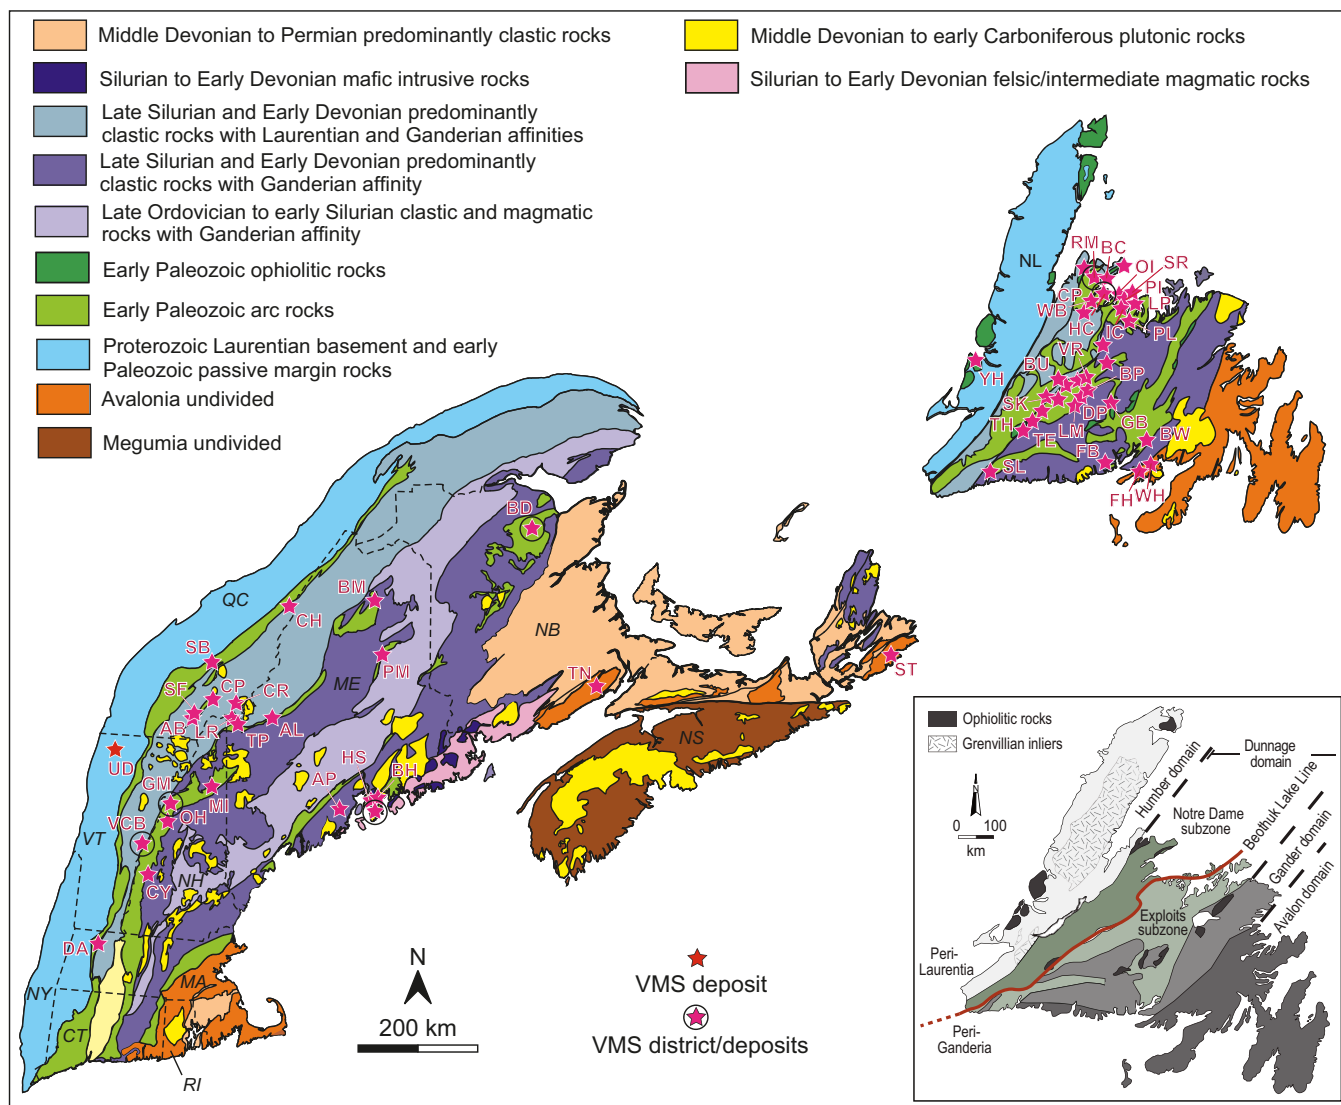 Middle Devonian to Permian predominantly clastic rocks
Silurian to Early Devonian mafic intrusive rocks
Late Silurian and Early Devonian predominantly
clastic rocks with Laurentian and Ganderian affinities
Late Silurian and Early Devonian predominantly
clastic rocks with Ganderian affinity
Late Ordovician to early Silurian clastic and magmatic
rocks with Ganderian affinity
Early Paleozoic ophiolitic rocks
Early Paleozoic arc rocks
Proterozoic Laurentian basement and early
Paleozoic passive margin rocks
Avalonia undivided
Megumia undivided
Middle Devonian to early Carboniferous plutonic rocks
Silurian to Early Devonian felsic/intermediate magmatic rocks
NL
RM
BC
OI
SR
CP
PI
WB
LP
HC
IC
PL
VR
YH
BU
BP
SK
DP
TH
TE
LM
GB
BW
FB
SL
FH
WH
BD
QC
BM
CH
NB
SB
PM
TN
ST
SF
CP
CR
ME
AB
LR
TP
AL
NS
UD
HS
BH
GM
MI
AP
VCB
OH
VT
NH
CY
DA
NY
MA
CT
RI
N
200 km
VMS deposit
VMS district/deposits
Ophiolitic rocks
Grenvillian inliers
N
0 100
km
Humber domain
Dunnage
domain
Notre Dame
subzone
Beothuk Lake Line
Gander domain
Avalon domain
Exploits
subzone
Peri-
Laurentia
Peri-
Ganderia